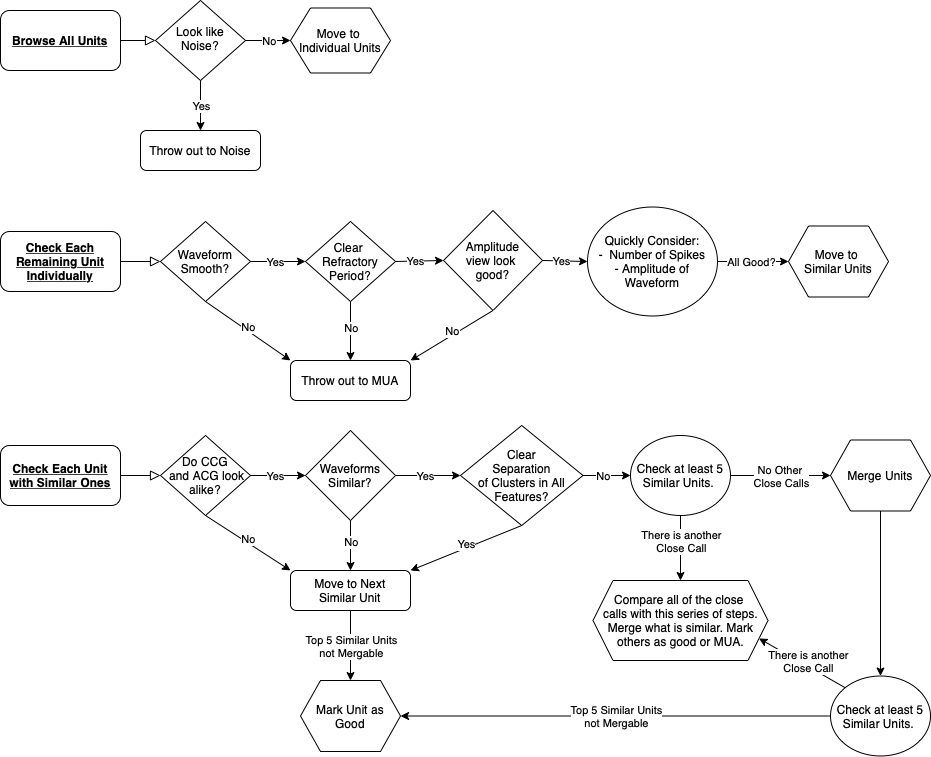 Browse All Units
Look like
Noise?
No
Move to
Individual Units
Yes
Throw out to Noise
Check Each
Remaining Unit
Individually
Waveform
Smooth?
Yes
Clear
Refractory
Period?
Yes
Amplitude
view look
good?
Yes
Quickly Consider:
- Number of Spikes
- Amplitude of
Waveform
All Good?
Move to
Similar Units
No
No
No
Throw out to MUA
Check Each Unit
with Similar Ones
Do CCG
and ACG look
alike?
Yes
Waveforms
Similar?
Yes
Clear
Separation
of Clusters in All
Features?
No
Check at least 5
Similar Units.
No Other
Close Calls
Merge Units
No
No
Yes
There is another
Close Call
Move to Next
Similar Unit
Compare all of the close
calls with this series of steps.
Merge what is similar. Mark
others as good or MUA.
Top 5 Similar Units
not Mergable
There is another
Close Call
Mark Unit as
Good
Top 5 Similar Units
not Mergable
Check at least 5
Similar Units.